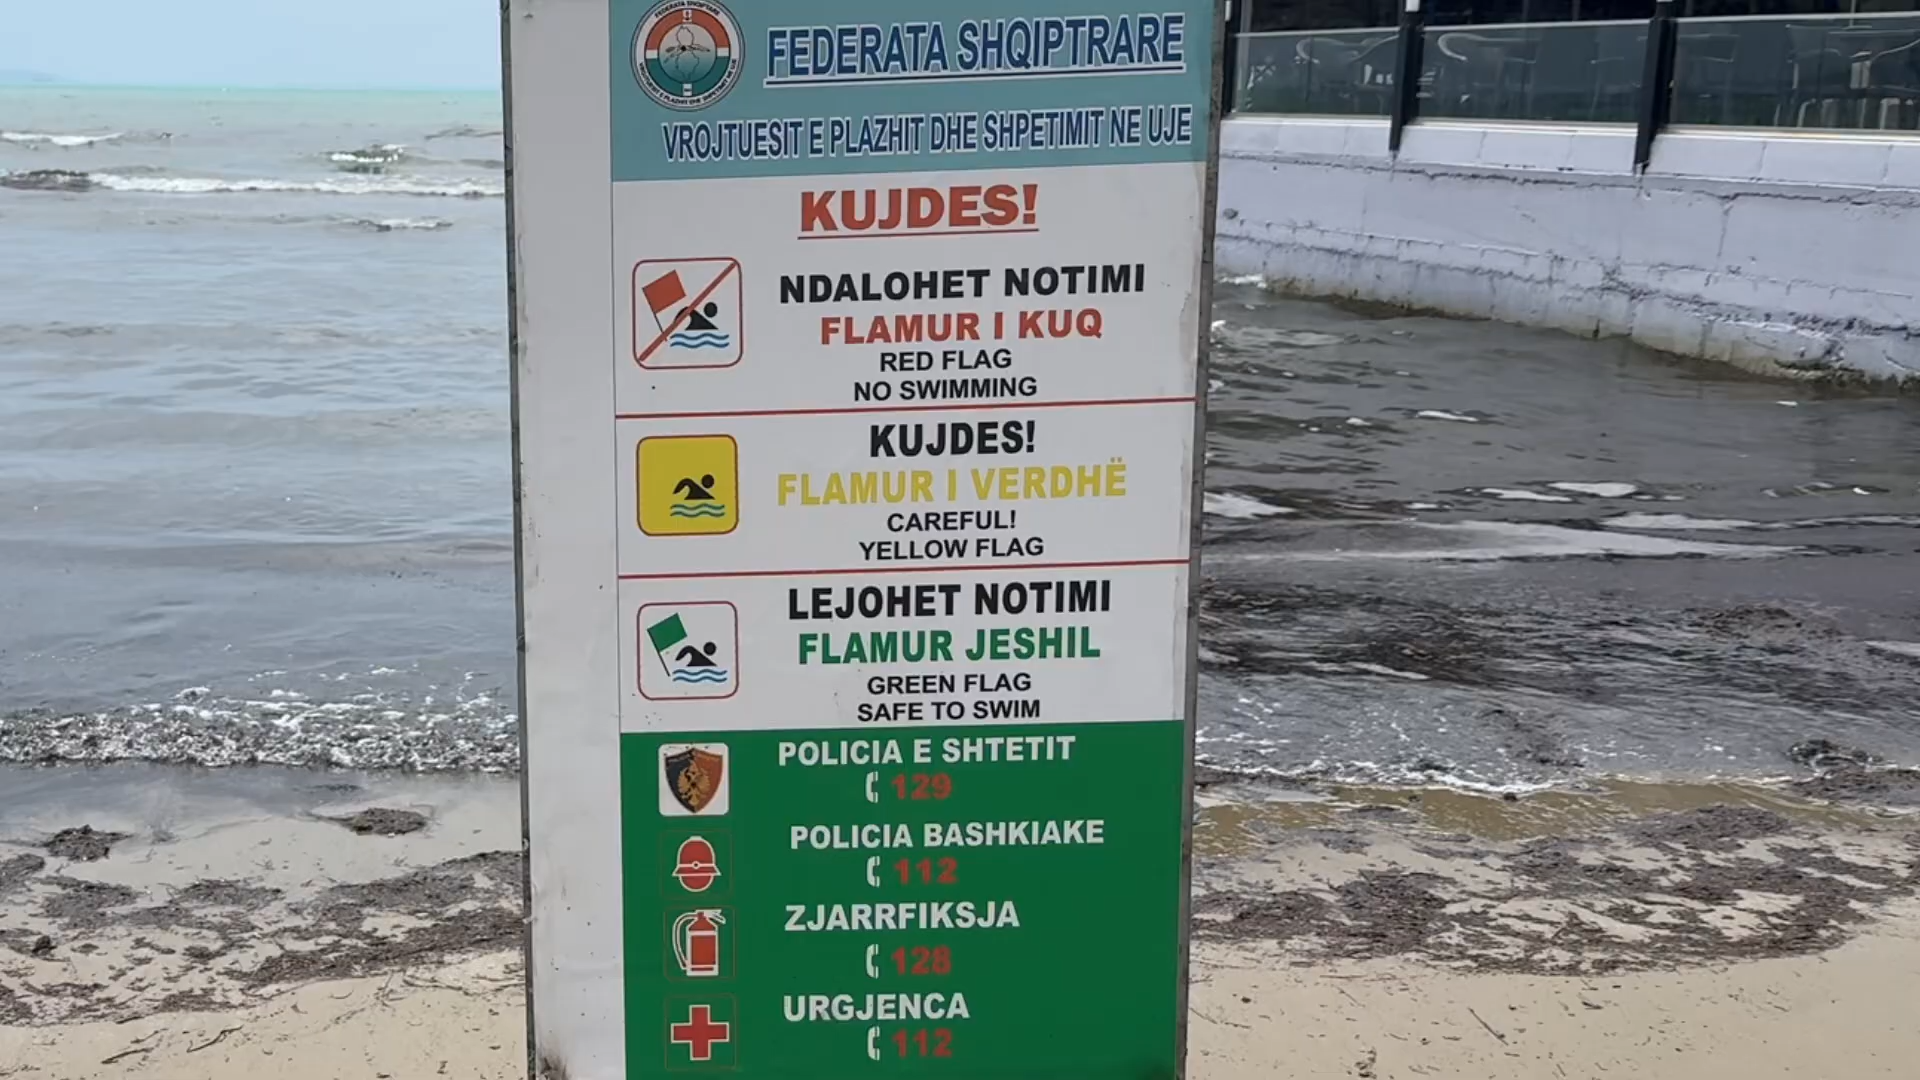 FEDERATA SHQIPTRARE
VROJTUESIT E PLAZHIT DHE SHPETIMIT NE UJE
KUJDES!
NDALOHET NOTIMI
FLAMUR I KUQ
RED FLAG
NO SWIMMING
KUJDES!
FLAMUR I VERDHË
CAREFUL!
YELLOW FLAG
LEJOHET NOTIMI
FLAMUR JESHIL
GREEN FLAG
SAFE TO SWIM
POLICIA E SHTETIT
129
POLICIA BASHKIAKE
112
ZJARRFIKSJA
128
URGJENCA
112